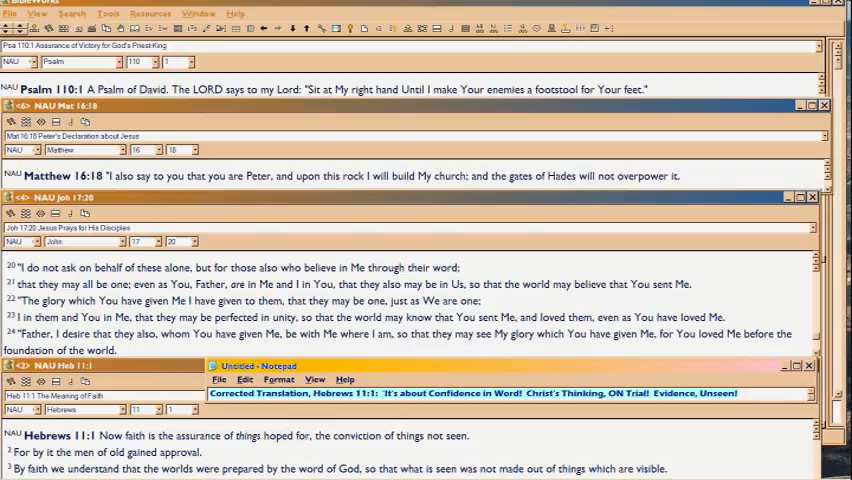 BibleWorks
File View Search Tools Resources Window Help
Psa 110:1 Assurance of Victory for God's Priest-King
NAU Psalm 110 1
NAU Psalm 110:1 A Psalm of David. The LORD says to my Lord: "Sit at My right hand Until I make Your enemies a footstool for Your feet."
<6> NAU Mat 16:18
Mat 16:18 Peter's Declaration about Jesus
NAU Matthew 16 18
NAU Matthew 16:18 "I also say to you that you are Peter, and upon this rock I will build My church; and the gates of Hades will not overpower it.
<4> NAU Joh 17:20
Joh 17:20 Jesus Prays for His Disciples
NAU John 17 20
20 "I do not ask on behalf of these alone, but for those also who believe in Me through their word;
21 that they may all be one; even as You, Father, are in Me and I in You, that they also may be in Us, so that the world may believe that You sent Me.
22 "The glory which You have given Me I have given to them, that they may be one, just as We are one;
23 I in them and You in Me, that they may be perfected in unity, so that the world may know that You sent Me, and loved them, even as You have loved Me.
24 "Father, I desire that they also, whom You have given Me, be with Me where I am, so that they may see My glory which You have given Me, for You loved Me before the
foundation of the world.
<2> NAU Heb 11:1
Untitled - Notepad
File Edit Format View Help
Corrected Translation, Hebrews 11:1: 'It's about Confidence in Word! Christ's Thinking, ON Trial! Evidence, Unseen!
Heb 11:1 The Meaning of Faith
NAU Hebrews 11 1
NAU Hebrews 11:1 Now faith is the assurance of things hoped for, the conviction of things not seen.
2 For by it the men of old gained approval.
3 By faith we understand that the worlds were prepared by the word of God, so that what is seen was not made out of things which are visible.